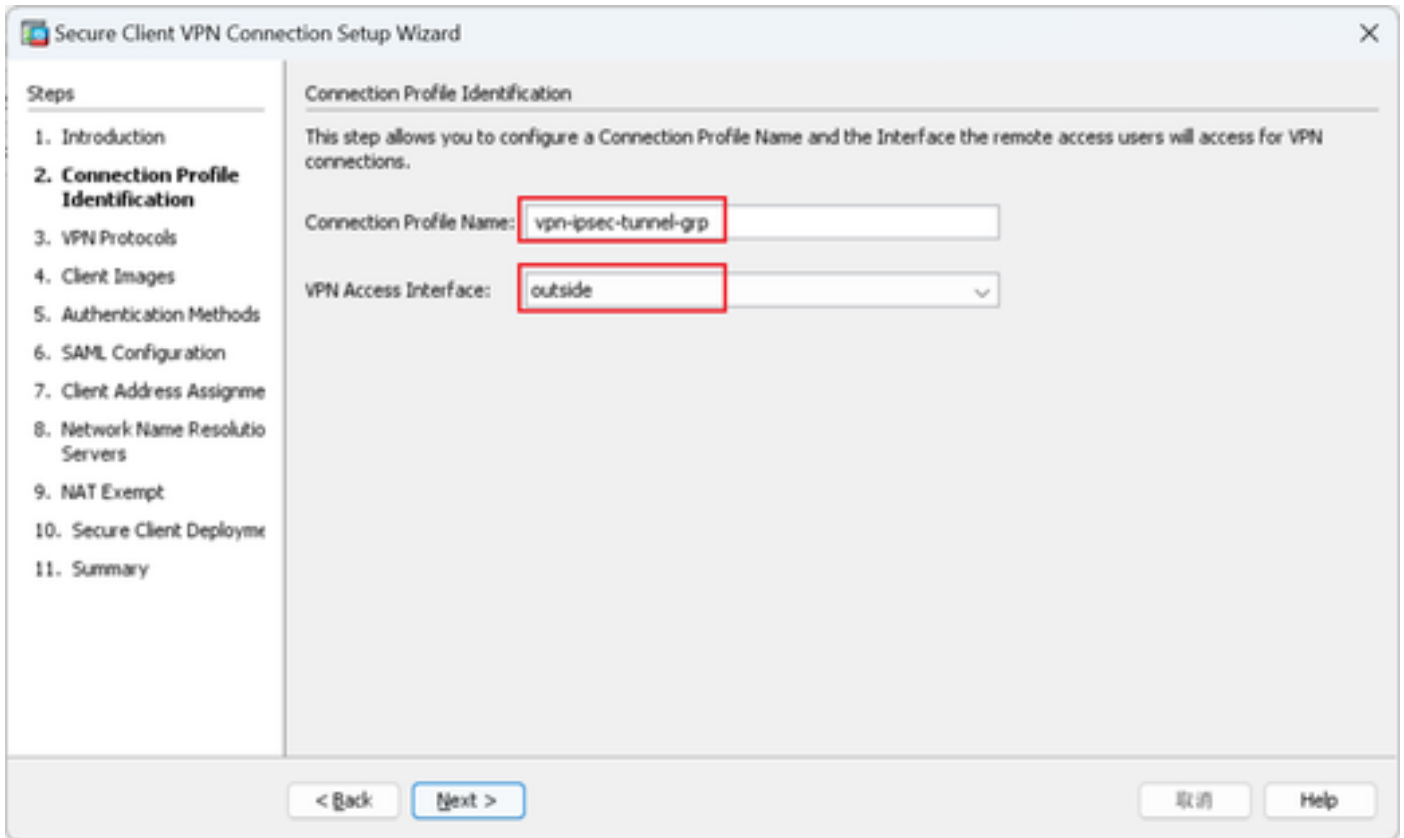 Secure Client VPN Connection Setup Wizard
Steps
1. Introduction
2. Connection Profile
Identification
3. VPN Protocols
4. Client Images
5. Authentication Methods
6. SAML Configuration
7. Client Address Assignme
8. Network Name Resolutio
Servers
9. NAT Exempt
10. Secure Client Deployme
11. Summary
Connection Profile Identification
This step allows you to configure a Connection Profile Name and the Interface the remote access users will access for VPN
connections.
Connection Profile Name: vpn-ipsec-tunnel-grp
VPN Access Interface: outside
< Back
Next >
取消
Help